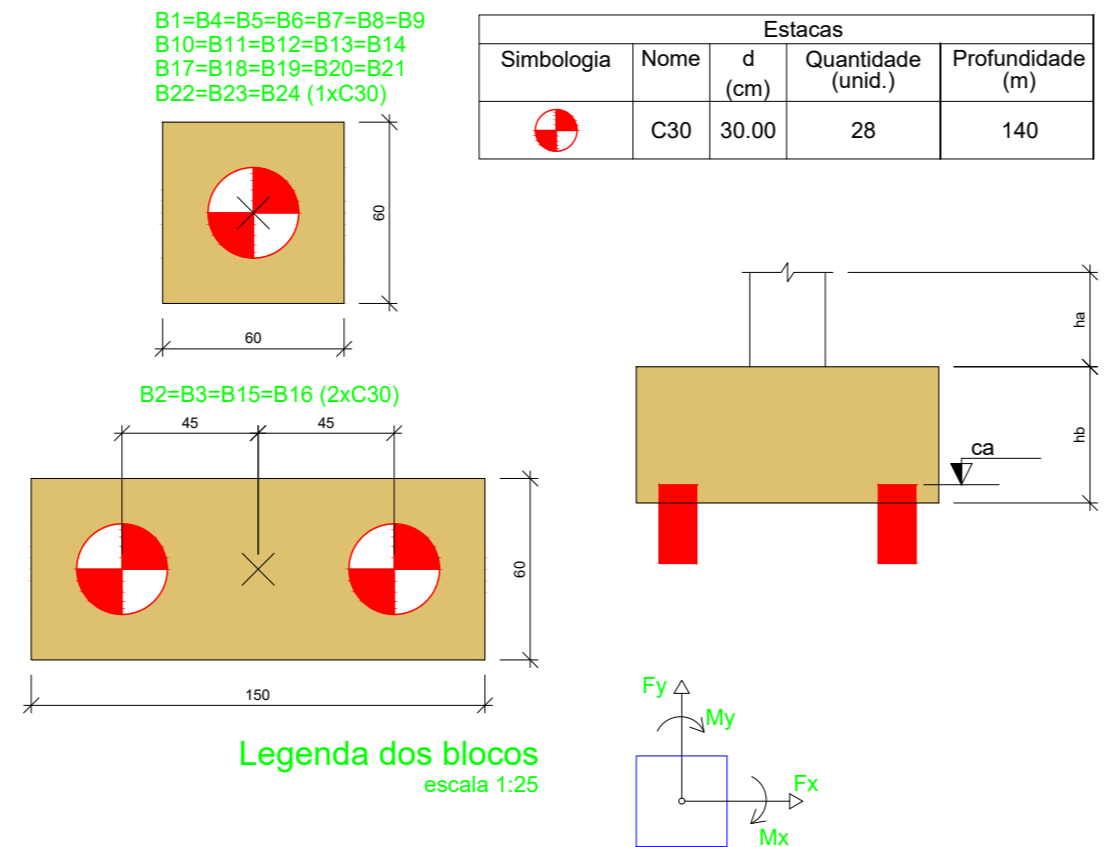 B1=B4=B5=B6=B7=B8=B9
B10=B11=B12=B13=B14
B17=B18=B19=B20=B21
B22=B23=B24 (1xC30)
60
60
Estacas
Simbologia Nome d (cm) Quantidade (unid.) Profundidade (m)
C30 30.00 28 140
B2=B3=B15=B16 (2xC30)
45 45
60
150
Legenda dos blocos
escala 1:25
ha
hb
ca
Fy
My
Fx
Mx